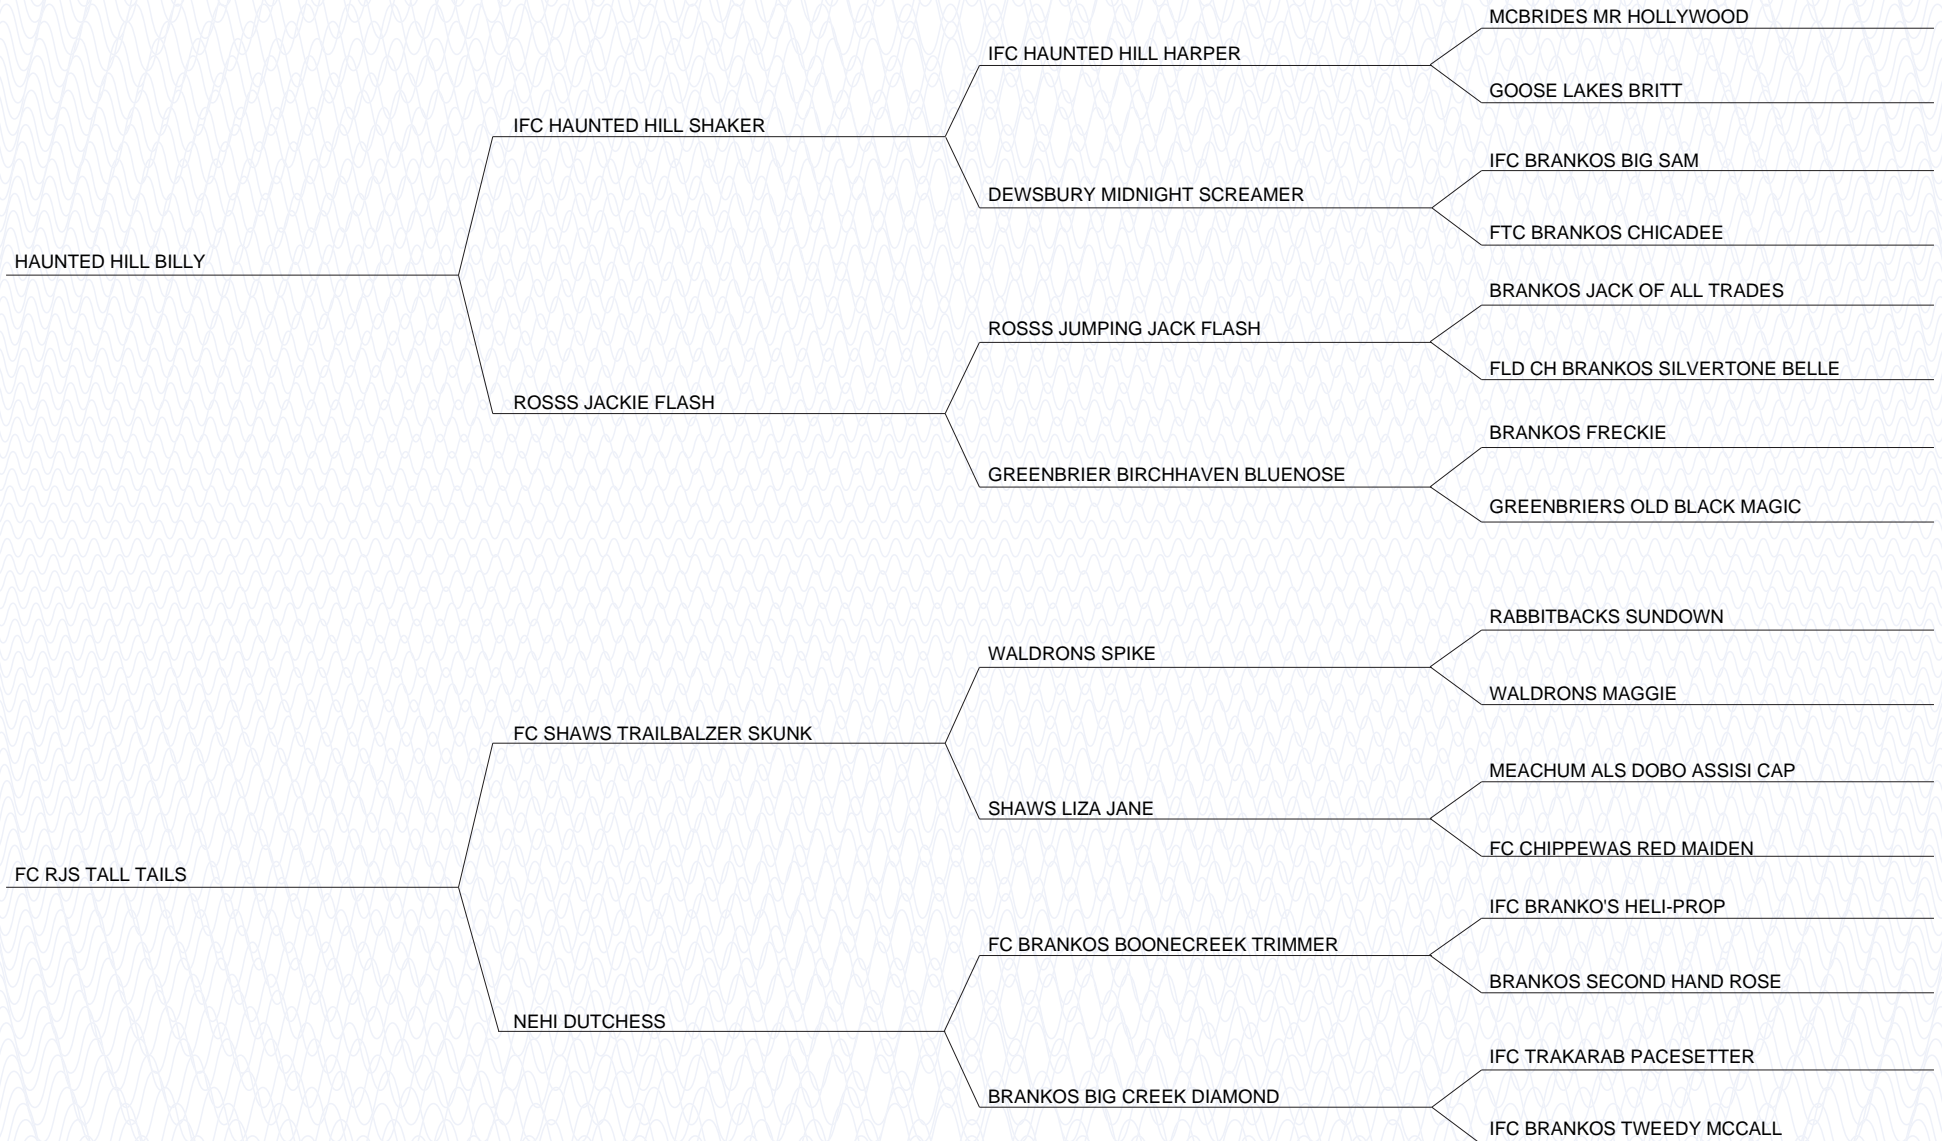 MCBRIDES MR HOLLYWOOD
IFC HAUNTED HILL HARPER
GOOSE LAKES BRITT
IFC HAUNTED HILL SHAKER
IFC BRANKOS BIG SAM
DEWSBURY MIDNIGHT SCREAMER
FTC BRANKOS CHICADEE
HAUNTED HILL BILLY
BRANKOS JACK OF ALL TRADES
ROSSS JUMPING JACK FLASH
FLD CH BRANKOS SILVERTONE BELLE
ROSSS JACKIE FLASH
BRANKOS FRECKIE
GREENBRIER BIRCHHAVEN BLUENOSE
GREENBRIERS OLD BLACK MAGIC
RABBITBACKS SUNDOWN
WALDRONS SPIKE
WALDRONS MAGGIE
FC SHAWS TRAILBALZER SKUNK
MEACHUM ALS DOBO ASSISI CAP
SHAWS LIZA JANE
FC CHIPPEWAS RED MAIDEN
FC RJS TALL TAILS
IFC BRANKO'S HELI-PROP
FC BRANKOS BOONECREEK TRIMMER
BRANKOS SECOND HAND ROSE
NEHI DUTCHESS
IFC TRAKARAB PACESETTER
BRANKOS BIG CREEK DIAMOND
IFC BRANKOS TWEEDY MCCALL